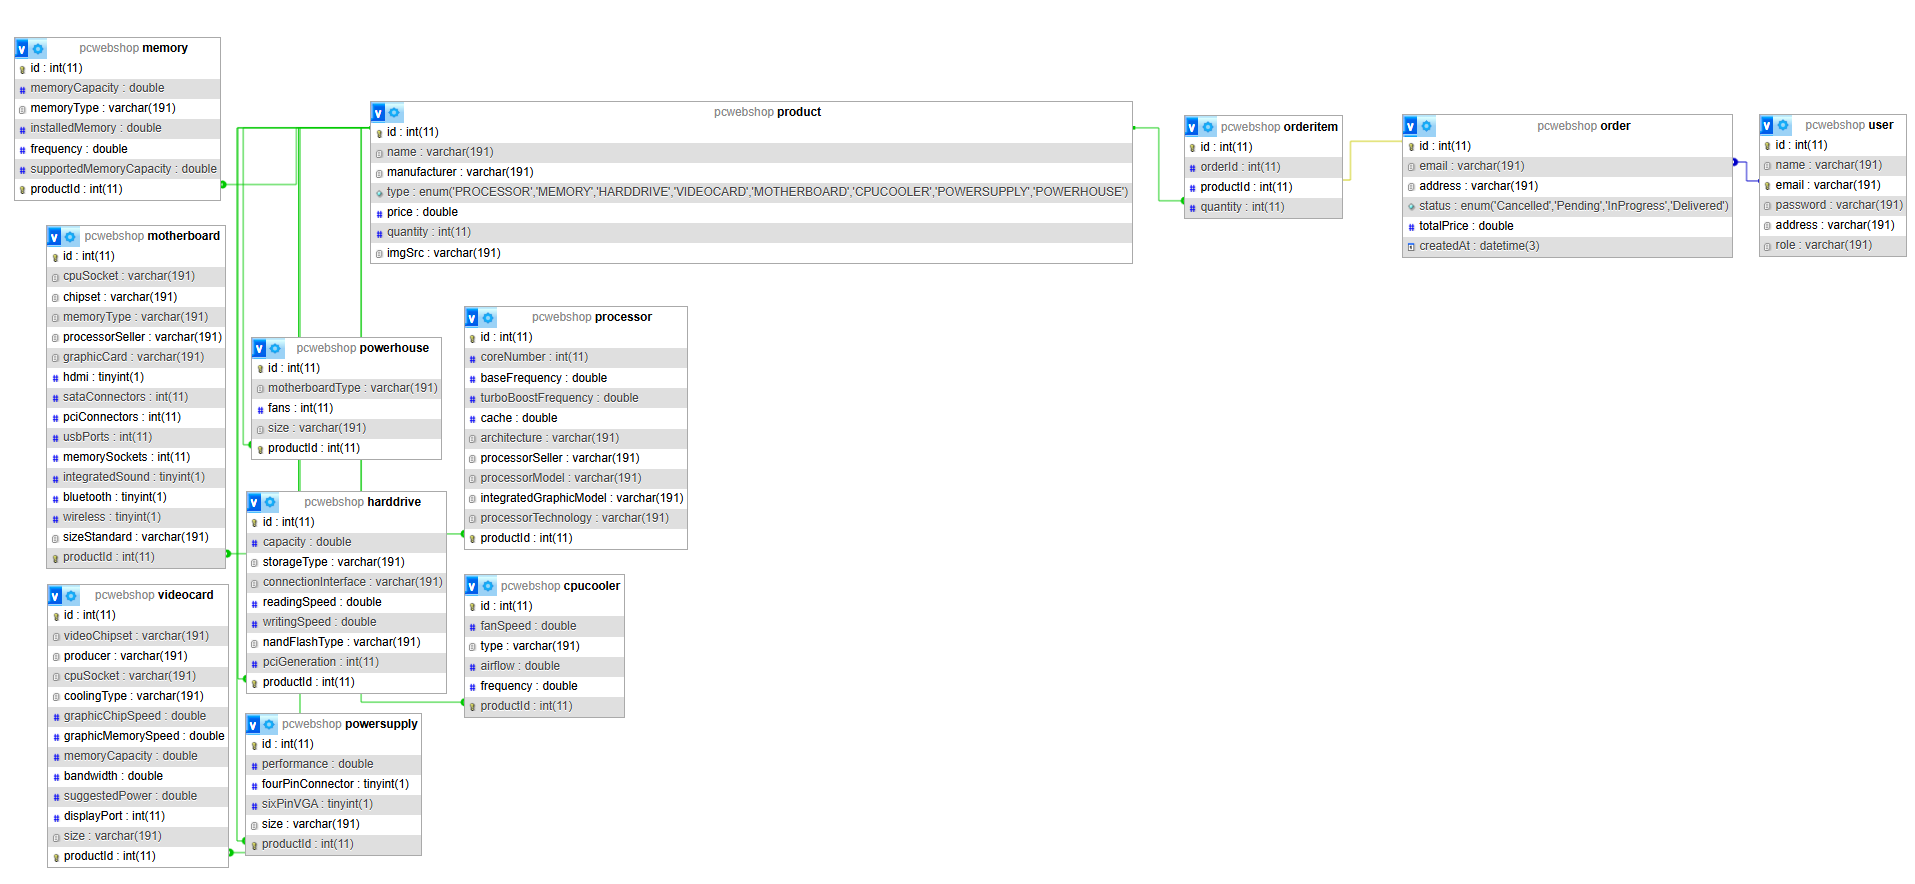 pcwebshop memory
id : int(11)
memoryCapacity : double
memoryType : varchar(191)
installedMemory : double
frequency : double
supportedMemoryCapacity : double
productId : int(11)
pcwebshop motherboard
id : int(11)
cpuSocket : varchar(191)
chipset : varchar(191)
memoryType : varchar(191)
processorSeller : varchar(191)
graphicCard : varchar(191)
hdmi : tinyint(1)
sataConnectors : int(11)
pciConnectors : int(11)
usbPorts : int(11)
memorySockets : int(11)
integratedSound : tinyint(1)
bluetooth : tinyint(1)
wireless : tinyint(1)
sizeStandard : varchar(191)
productId : int(11)
pcwebshop videocard
id : int(11)
videoChipset : varchar(191)
producer : varchar(191)
cpuSocket : varchar(191)
coolingType : varchar(191)
graphicChipSpeed : double
graphicMemorySpeed : double
memoryCapacity : double
bandwidth : double
suggestedPower : double
displayPort : int(11)
size : varchar(191)
productId : int(11)
pcwebshop product
id : int(11)
name : varchar(191)
manufacturer : varchar(191)
type : enum('PROCESSOR','MEMORY','HARDDRIVE','VIDEOCARD','MOTHERBOARD','CPUCOOLER','POWERSUPPLY','POWERHOUSE')
price : double
quantity : int(11)
imgSrc : varchar(191)
pcwebshop powerhouse
id : int(11)
motherboardType : varchar(191)
fans : int(11)
size : varchar(191)
productId : int(11)
pcwebshop harddrive
id : int(11)
capacity : double
storageType : varchar(191)
connectionInterface : varchar(191)
readingSpeed : double
writingSpeed : double
nandFlashType : varchar(191)
pciGeneration : int(11)
productId : int(11)
pcwebshop powersupply
id : int(11)
performance : double
fourPinConnector : tinyint(1)
sixPinVGA : tinyint(1)
size : varchar(191)
productId : int(11)
pcwebshop processor
id : int(11)
coreNumber : int(11)
baseFrequency : double
turboBoostFrequency : double
cache : double
architecture : varchar(191)
processorSeller : varchar(191)
processorModel : varchar(191)
integratedGraphicModel : varchar(191)
processorTechnology : varchar(191)
productId : int(11)
pcwebshop cpucooler
id : int(11)
fanSpeed : double
type : varchar(191)
airflow : double
frequency : double
productId : int(11)
pcwebshop orderitem
id : int(11)
orderId : int(11)
productId : int(11)
quantity : int(11)
pcwebshop order
id : int(11)
email : varchar(191)
address : varchar(191)
status : enum('Cancelled','Pending','InProgress','Delivered')
totalPrice : double
createdAt : datetime(3)
pcwebshop user
id : int(11)
name : varchar(191)
email : varchar(191)
password : varchar(191)
address : varchar(191)
role : varchar(191)